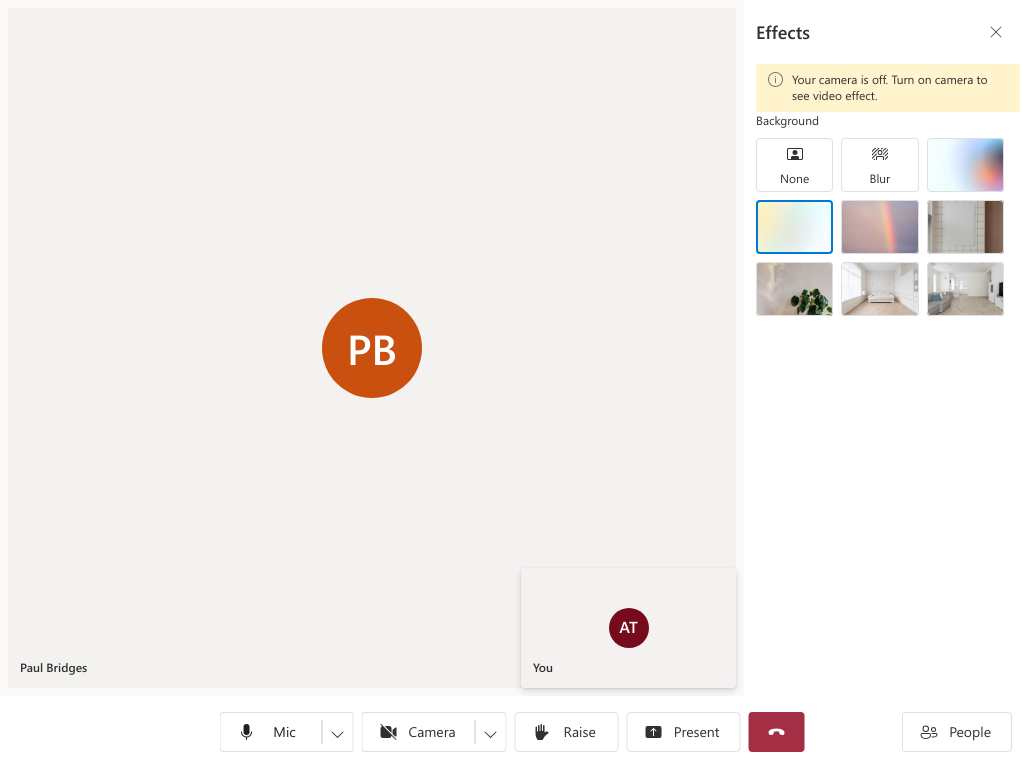 Effects
Your camera is off. Turn on camera to
see video effect.
Background
None
Blur
PB
AT
Paul Bridges
You
Mic
Camera
Raise
Present
People